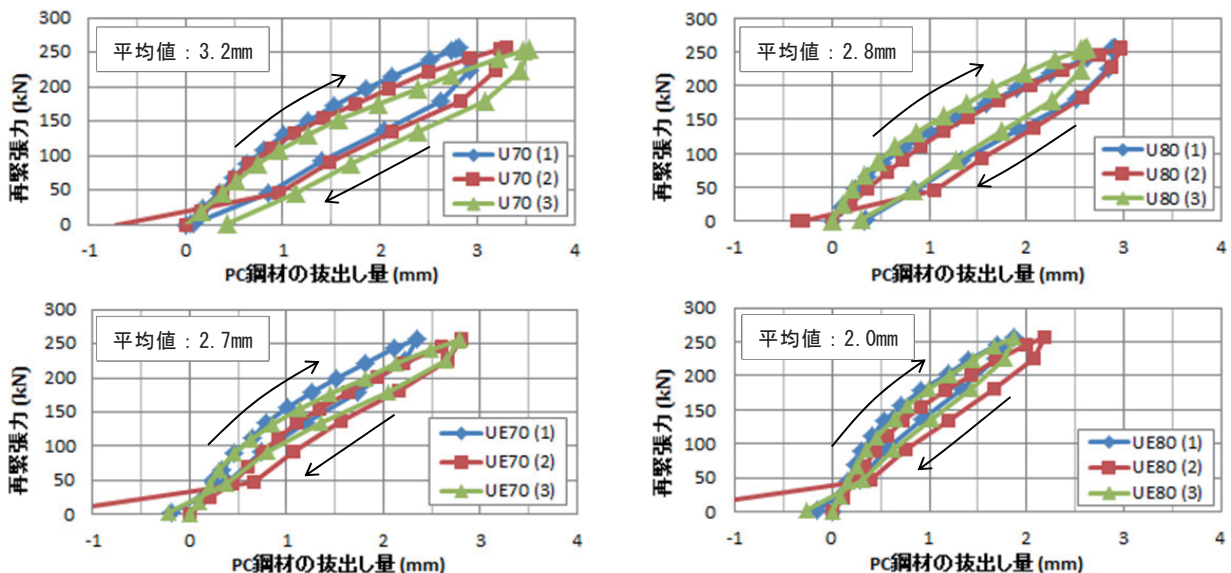 平均値：3.2mm
再緊張力 (kN)
300
250
200
150
100
50
0
-1 0 1 2 3 4
PC鋼材の抜出し量 (mm)
U70 (1)
U70 (2)
U70 (3)
平均値：2.8mm
再緊張力 (kN)
300
250
200
150
100
50
0
-1 0 1 2 3 4
PC鋼材の抜出し量 (mm)
U80 (1)
U80 (2)
U80 (3)
平均値：2.7mm
再緊張力 (kN)
300
250
200
150
100
50
0
-1 0 1 2 3 4
PC鋼材の抜出し量 (mm)
UE70 (1)
UE70 (2)
UE70 (3)
平均値：2.0mm
再緊張力 (kN)
300
250
200
150
100
50
0
-1 0 1 2 3 4
PC鋼材の抜出し量 (mm)
UE80 (1)
UE80 (2)
UE80 (3)